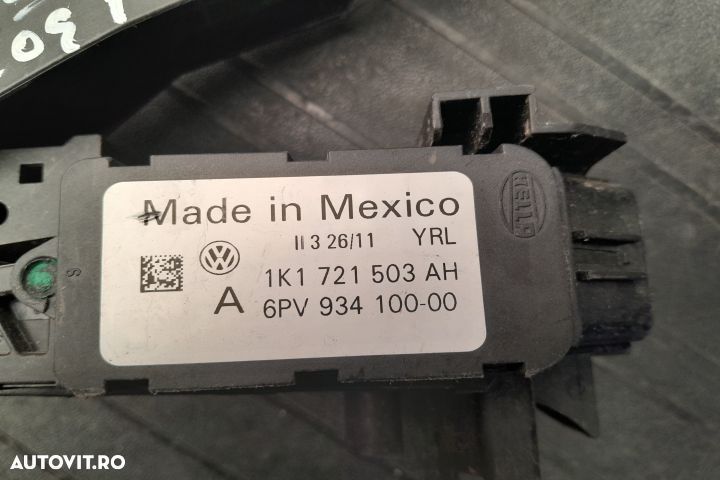 Made in Mexico
II 3 26/11 YRL
1K1 721 503 AH
A 6PV 934 100-00
HELLA
AUTOVIT.RO